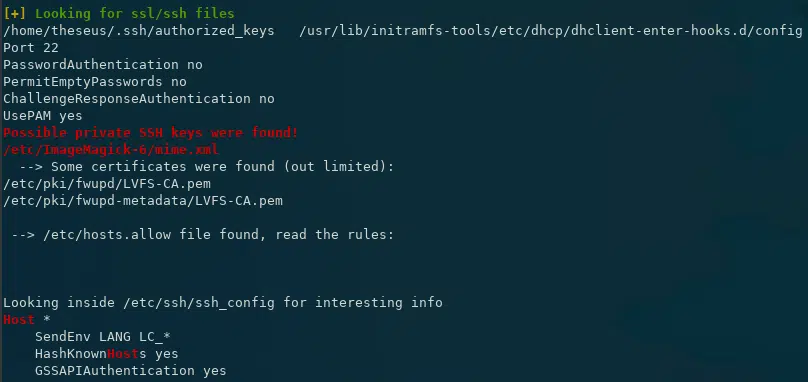 [+] Looking for ssl/ssh files
/home/theseus/.ssh/authorized_keys   /usr/lib/initramfs-tools/etc/dhcp/dhclient-enter-hooks.d/config
Port 22
PasswordAuthentication no
PermitEmptyPasswords no
ChallengeResponseAuthentication no
UsePAM yes
Possible private SSH keys were found!
/etc/ImageMagick-6/mime.xml
  --> Some certificates were found (out limited):
/etc/pki/fwupd/LVFS-CA.pem
/etc/pki/fwupd-metadata/LVFS-CA.pem
 --> /etc/hosts.allow file found, read the rules:
Looking inside /etc/ssh/ssh_config for interesting info
Host *
    SendEnv LANG LC_*
    HashKnownHosts yes
    GSSAPIAuthentication yes